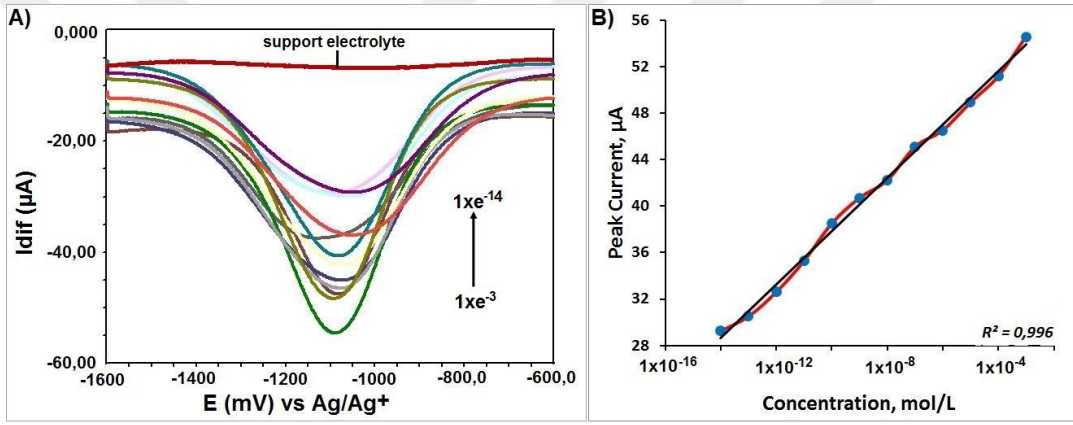 A)
0,000
support electrolyte
-20,00
-40,00
-60,00
Idif (µA)
1xe⁻¹⁴
1xe⁻³
-1600 -1400 -1200 -1000 -800,0 -600,0
E (mV) vs Ag/Ag⁺
B)
56
52
48
44
40
36
32
28
Peak Current, µA
R² = 0,996
1x10⁻¹⁶ 1x10⁻¹² 1x10⁻⁸ 1x10⁻⁴
Concentration, mol/L